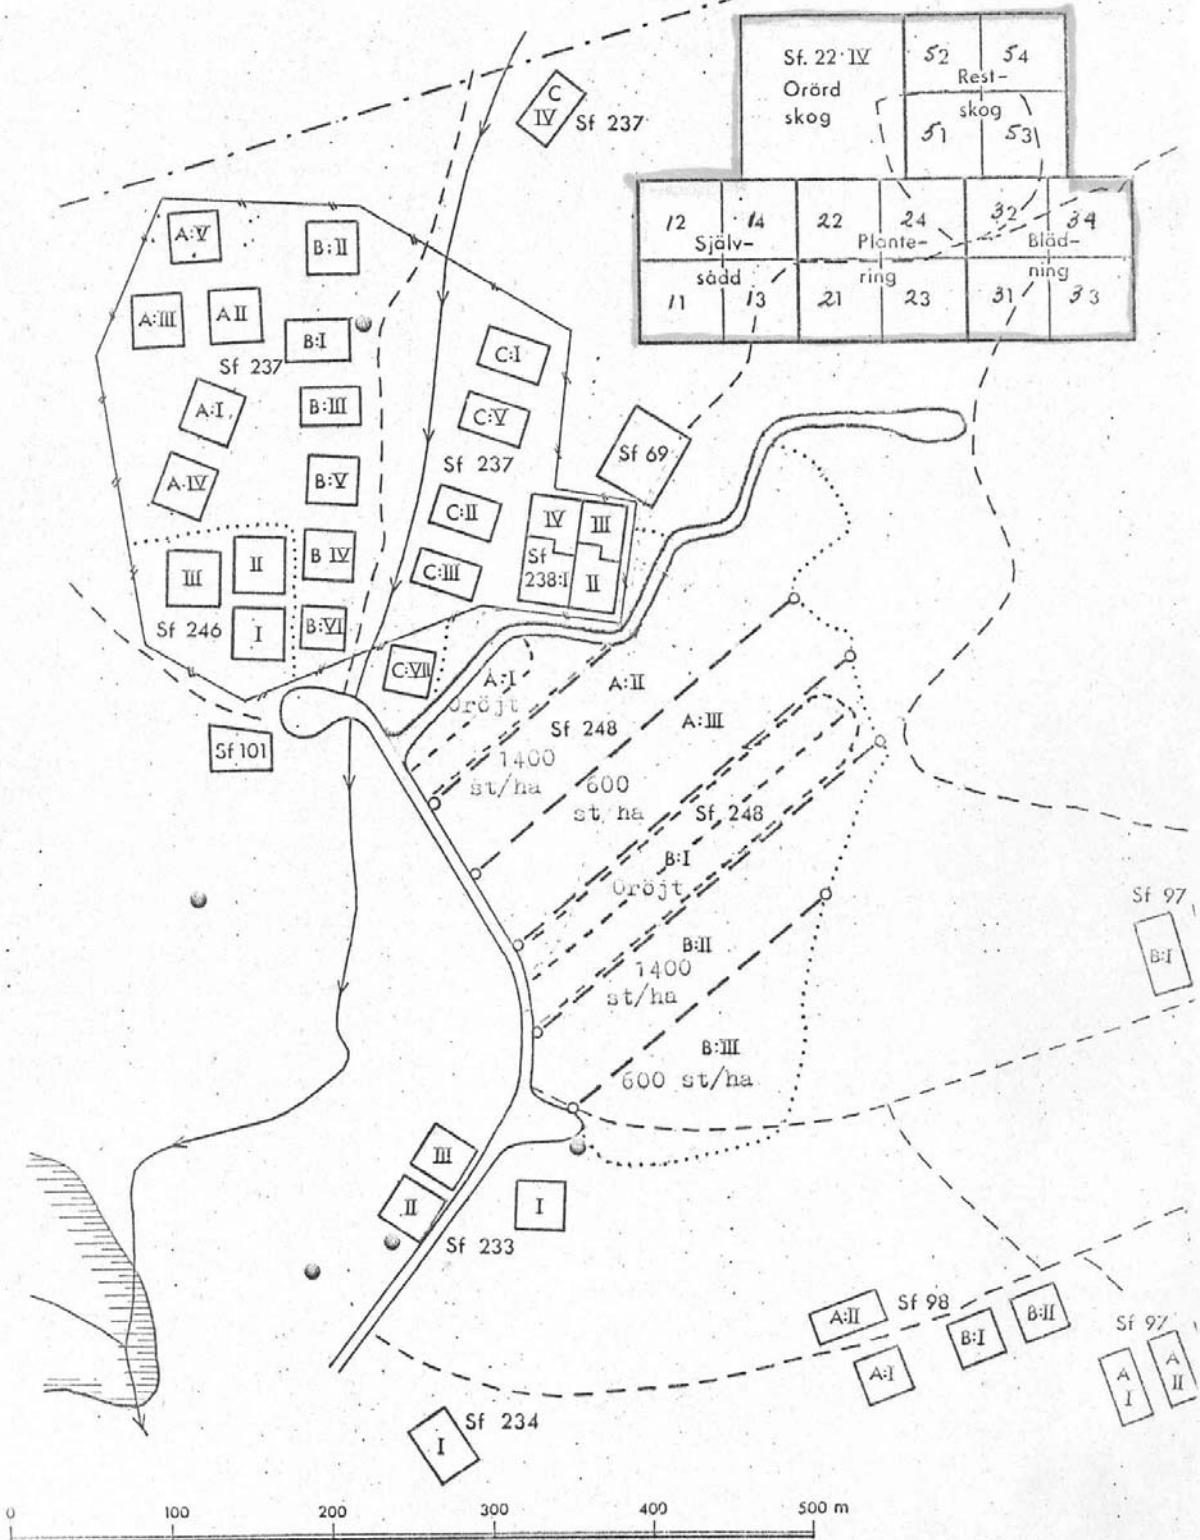 Sf. 22·IV
Orörd
skog
52
54
Rest-
skog
51
53
C
IV
Sf 237
12
14
22
24
32
34
Själv-
Plante-
Bläd-
sådd
ring
ning
11
13
21
23
31
33
A:V
B:II
A:III
A II
B:I
C:I
Sf 237
A:I
B:III
C:V
Sf 69
Sf 237
A·IV
B:V
C:II
IV
III
B IV
C:III
Sf
238:I
II
III
II
Sf 246
I
B:VI
C:VII
A:I
Oröjt
A:II
A:III
Sf 101
Sf 248
1400
st/ha
600
st/ha
Sf 248
B:I
Oröjt
Sf 97
B:I
B:II
1400
st/ha
B:III
600 st/ha
III
II
I
Sf 233
A:II
Sf 98
B:I
B:II
A:I
Sf 97
A
I
A
II
Sf 234
I
0
100
200
300
400
500 m